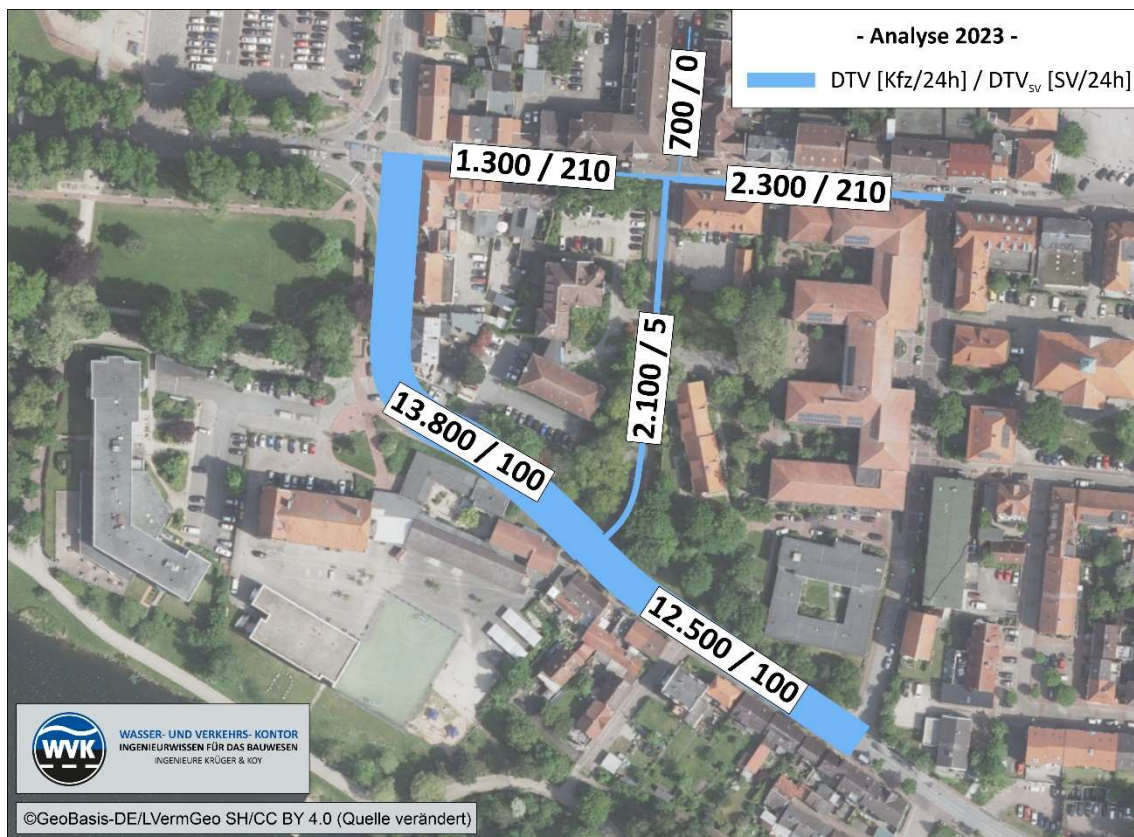 - Analyse 2023 -
DTV [Kfz/24h] / DTVSV [SV/24h]
700 / 0
1.300 / 210
2.300 / 210
2.100 / 5
13.800 / 100
12.500 / 100
WVK
WASSER- UND VERKEHRS- KONTOR
INGENIEURWISSEN FÜR DAS BAUWESEN
INGENIEURE KRÜGER & KOY
©GeoBasis-DE/LVermGeo SH/CC BY 4.0 (Quelle verändert)